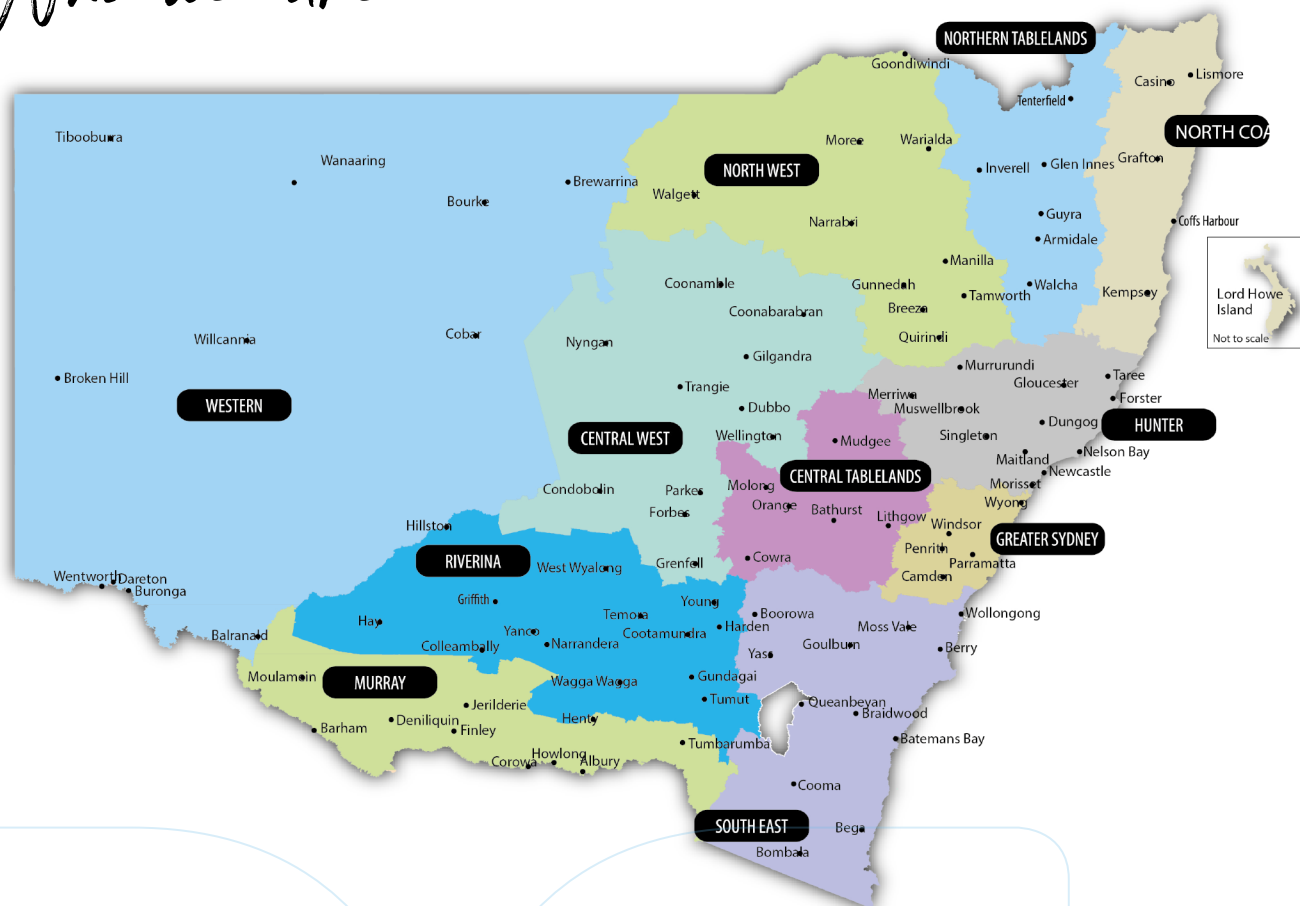 NORTHERN TABLELANDS
Goondiwindi
Lismore
Casino
Tenterfield
NORTH COA
Tibooburra
Wanaaring
Moree
Warialda
Grafton
Glen Innes
Inverell
NORTH WEST
Brewarrina
Walgett
Bourke
Guyra
Narrabri
Coffs Harbour
Armidale
Manilla
Coonamble
Gunnedah
Walcha
Kempsey
Tamworth
Lord Howe
Island
Not to scale
Breeza
Coonabarabran
Cobar
Willcannia
Nyngan
Quirindi
Gilgandra
Murrurundi
Broken Hill
Trangie
Gloucester
Taree
Merriwa
Forster
WESTERN
Muswellbrook
Dubbo
Dungog
HUNTER
CENTRAL WEST
Wellington
Mudgee
Singleton
Nelson Bay
Maitland
Newcastle
CENTRAL TABLELANDS
Molong
Morisset
Condobolin
Parkes
Wyong
Orange
Bathurst
Forbes
Lithgow
Windsor
Hillston
GREATER SYDNEY
Penrith
RIVERINA
Cowra
Parramatta
West Wyalong
Grenfell
Camden
Wentworth
Dareton
Buronga
Griffith
Young
Temora
Boorowa
Wollongong
Hay
Harden
Moss Vale
Yanco
Cootamundra
Balranald
Colleambally
Narrandera
Goulburn
Berry
Yass
Moulamein
MURRAY
Wagga Wagga
Gundagai
Tumut
Queanbeyan
Jerilderie
Braidwood
Deniliquin
Henty
Barham
Finley
Batemans Bay
Tumbarumba
Howlong
Corowa
Albury
Cooma
SOUTH EAST
Bega
Bombala